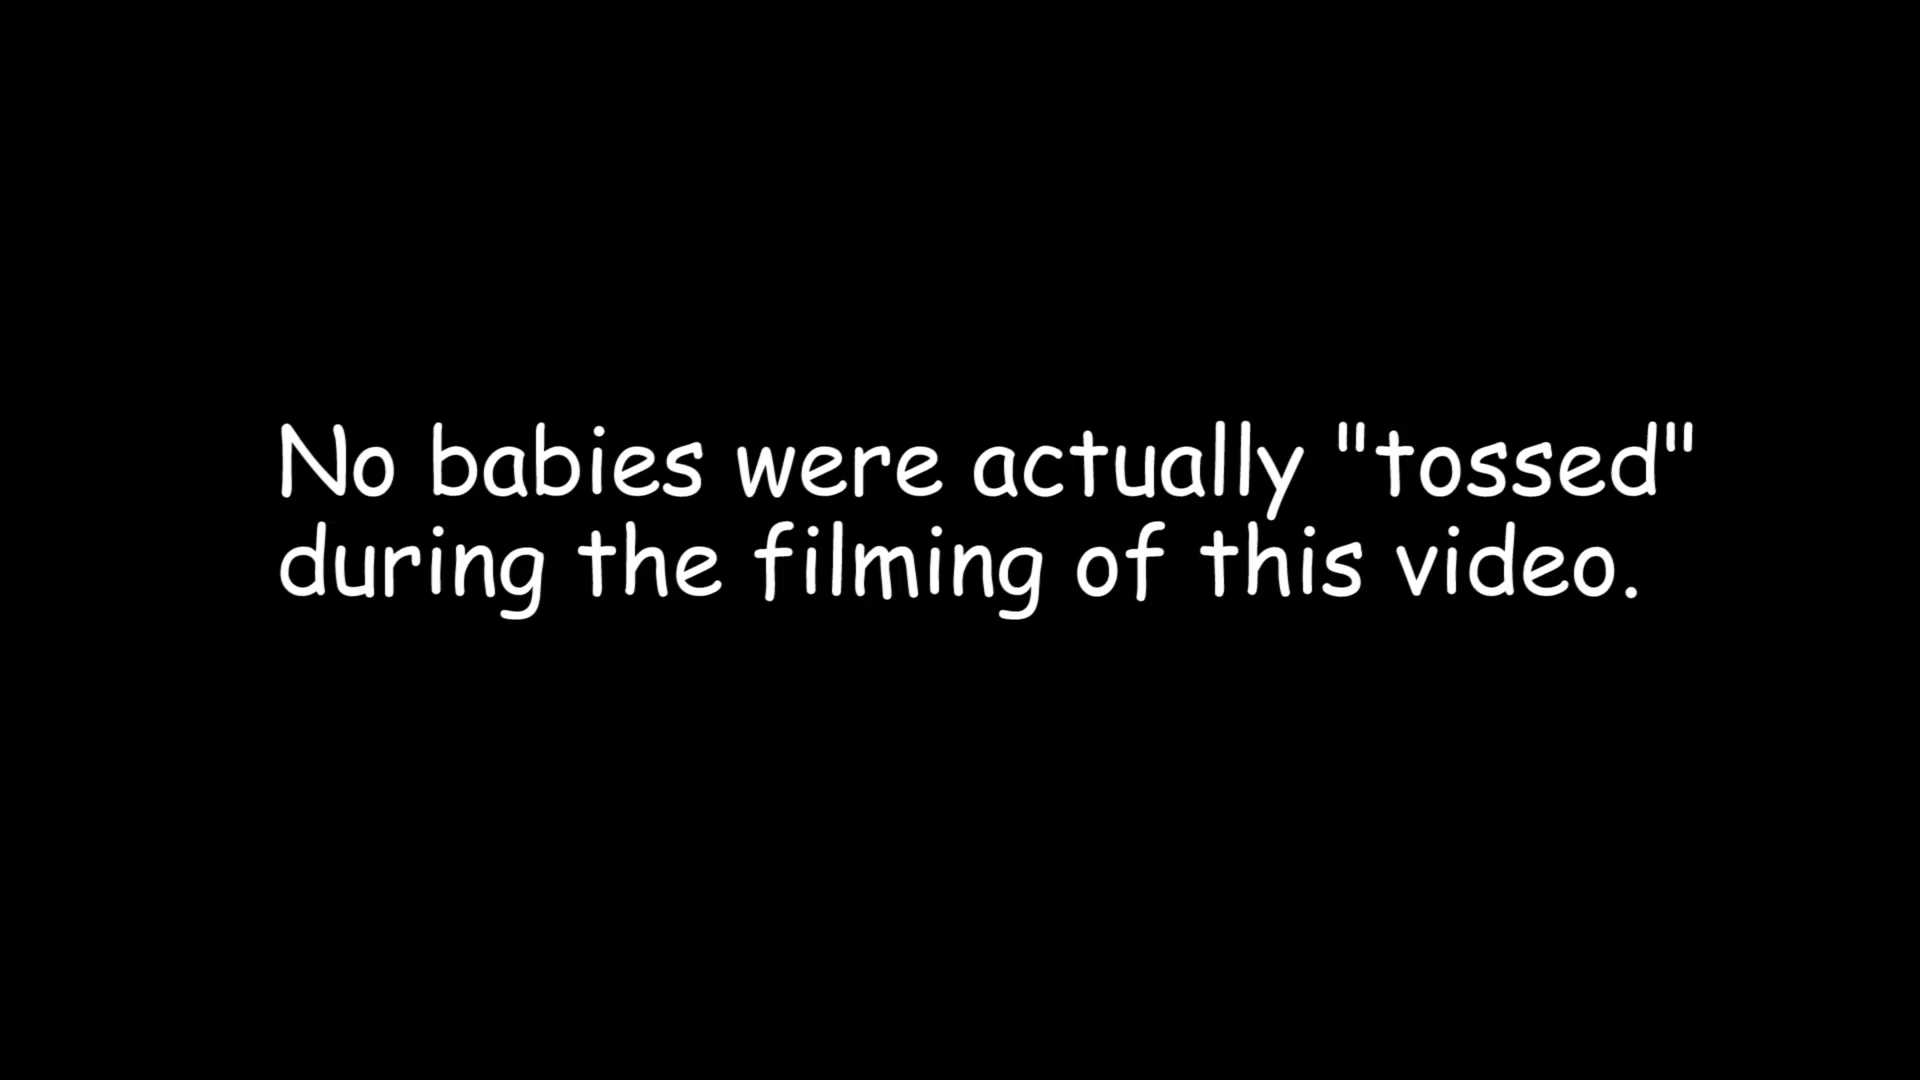 No babies were actually "tossed"
during the filming of this video.